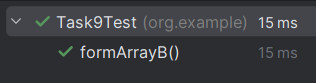 Task9Test (org.example) 15 ms
formArrayB() 15 ms